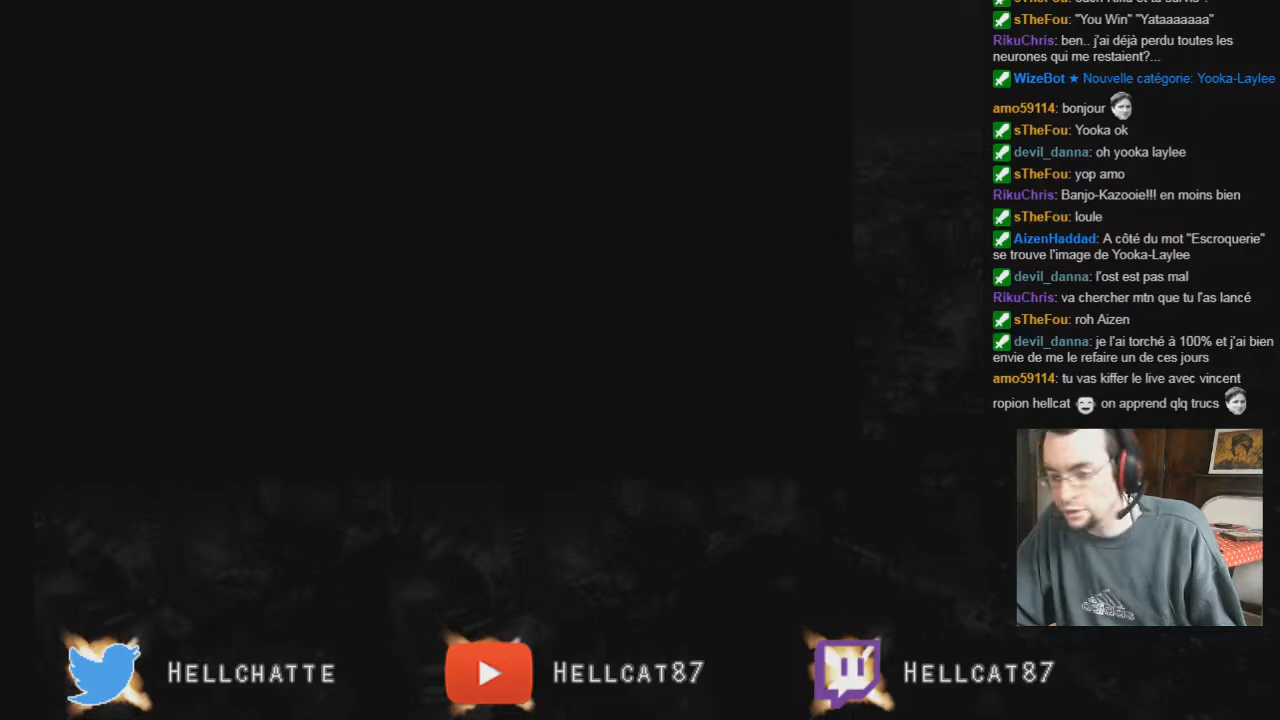 sTheFou: "You Win" "Yataaaaaaa"
RikuChris: ben.. j'ai déjà perdu toutes les
neurones qui me restaient?...
WizeBot ★ Nouvelle catégorie: Yooka-Laylee
amo59114: bonjour
sTheFou: Yooka ok
devil_danna: oh yooka laylee
sTheFou: yop amo
RikuChris: Banjo-Kazooie!!! en moins bien
sTheFou: loule
AizenHaddad: A côté du mot "Escroquerie"
se trouve l'image de Yooka-Laylee
devil_danna: l'ost est pas mal
RikuChris: va chercher mtn que tu l'as lancé
sTheFou: roh Aizen
devil_danna: je l'ai torché à 100% et j'ai bien
envie de me le refaire un de ces jours
amo59114: tu vas kiffer le live avec vincent
ropion hellcat on apprend qlq trucs
adidas
Hellchatte Hellcat87 Hellcat87